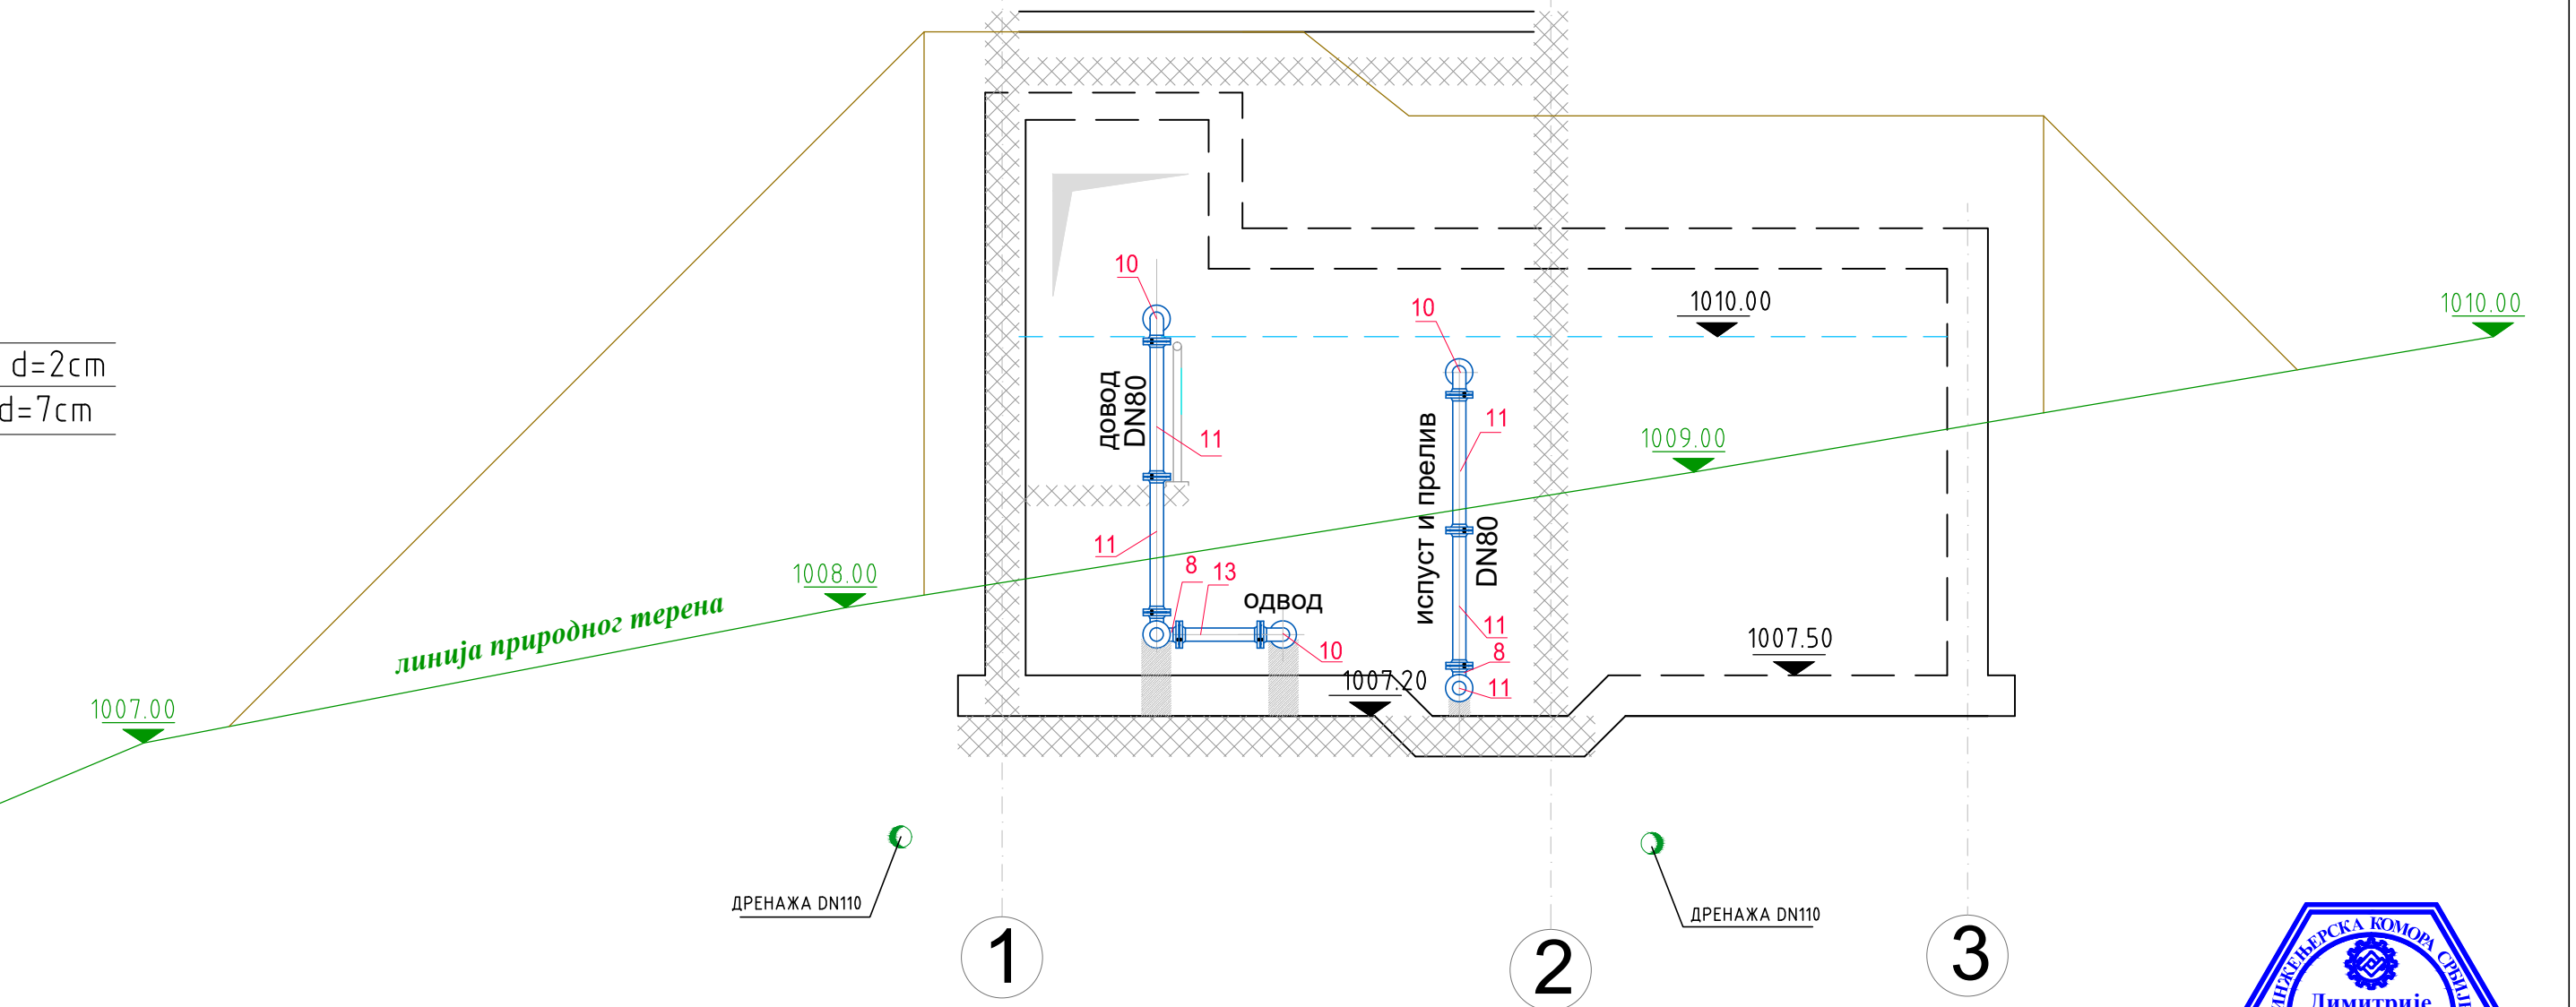 d=2cm
d=7cm
10
10
1010.00
1010.00
довод
DN80
11
11
1009.00
испуст и прелив
DN80
11
8
13
1008.00
одвод
линија природног терена
11
8
10
1007.50
1007.20
11
1007.00
ДРЕНАЖА DN110
ДРЕНАЖА DN110
1
2
3
ИНЖЕЊЕРСКА КОМОРА СРБИЈЕ
Димитрије